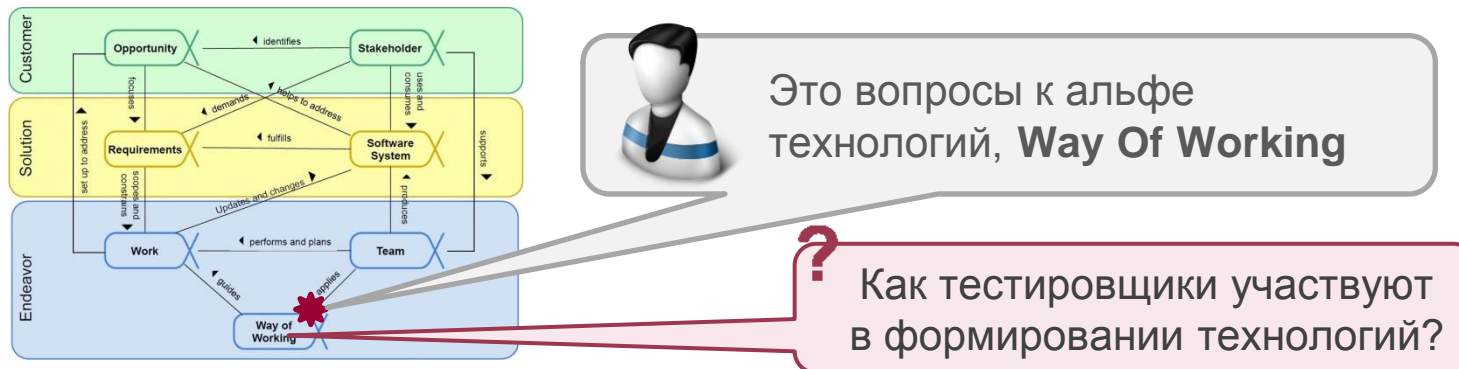 Customer
Opportunity
◄ identifies
Stakeholder
focuses
demands
helps to address
uses and
consumes
set up to address
Solution
Requirements
◄ fulfills
Software
System
supports
scopes and
constrains
Updates and changes
produces
Endeavor
Work
◄ performs and plans
Team
guides
applies
Way of
Working
Это вопросы к альфе
технологий, Way Of Working
?
Как тестировщики участвуют
в формировании технологий?